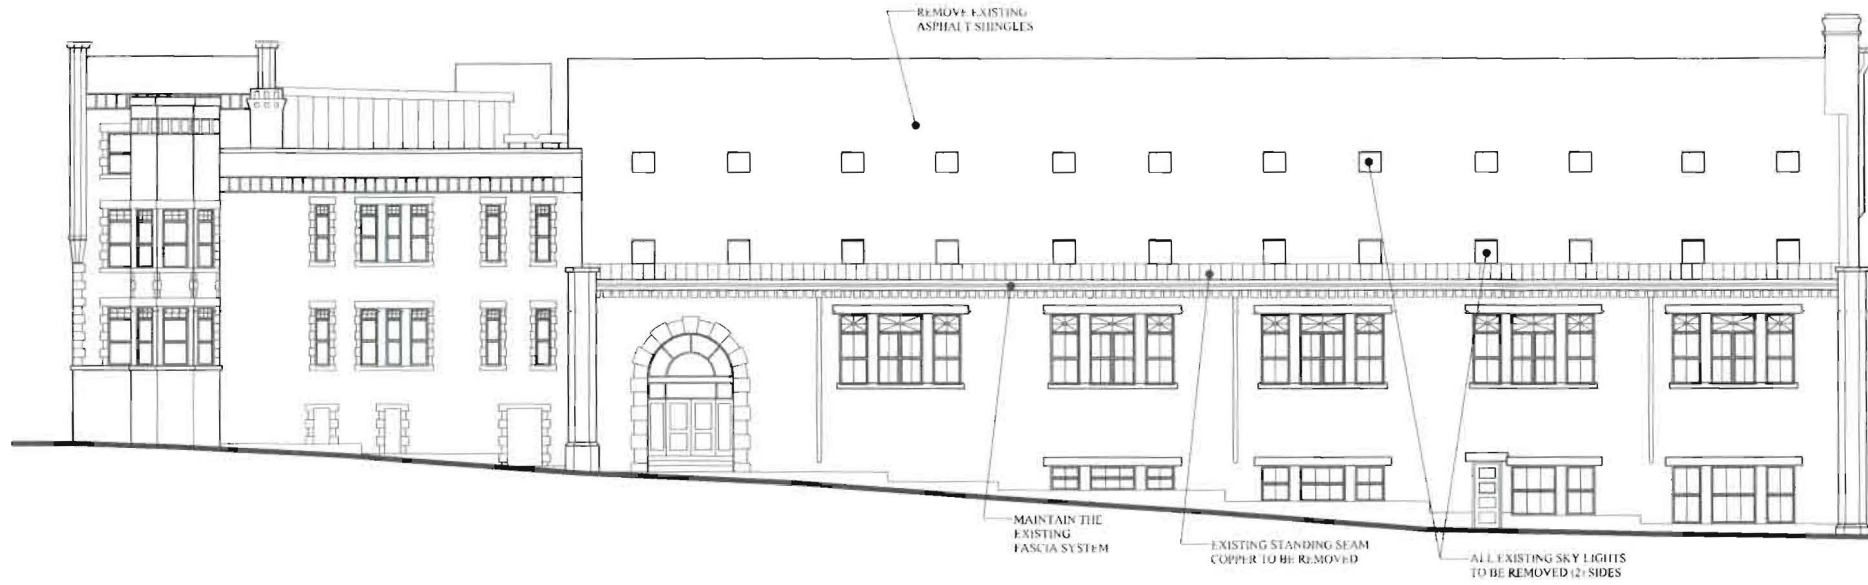 REMOVE EXISTING
ASPHALT SHINGLES
MAINTAIN THE
EXISTING
FASCIA SYSTEM
EXISTING STANDING SEAM
COPPER TO BE REMOVED
ALL EXISTING SKY LIGHTS
TO BE REMOVED (2) SIDES